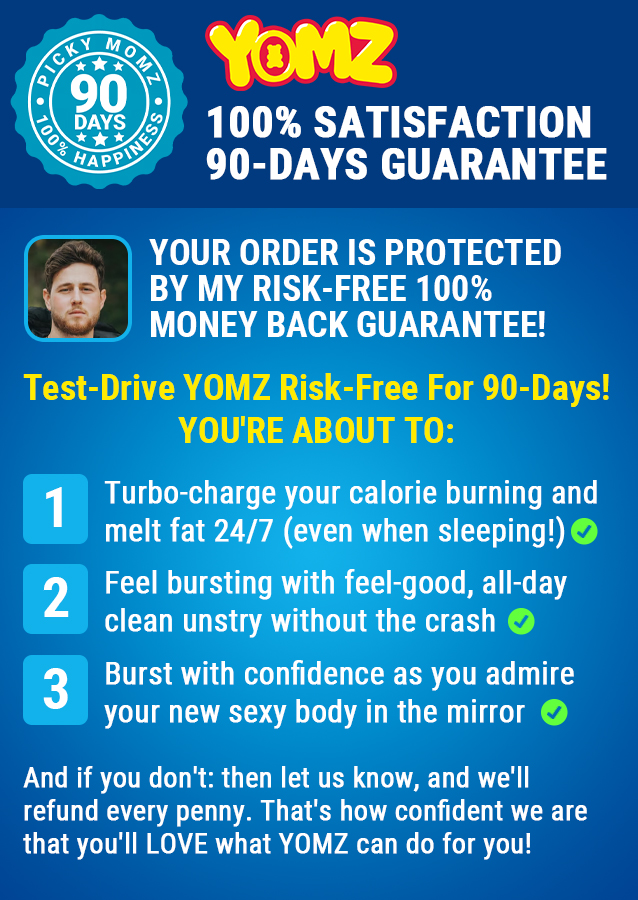 PICKY MOMZ
90
DAYS
100% HAPPINESS
YOMZ
100% SATISFACTION
90-DAYS GUARANTEE
YOUR ORDER IS PROTECTED
BY MY RISK-FREE 100%
MONEY BACK GUARANTEE!
Test-Drive YOMZ Risk-Free For 90-Days!
YOU'RE ABOUT TO:
1
Turbo-charge your calorie burning and
melt fat 24/7 (even when sleeping!)
2
Feel bursting with feel-good, all-day
clean unstry without the crash
3
Burst with confidence as you admire
your new sexy body in the mirror
And if you don't: then let us know, and we'll
refund every penny. That's how confident we are
that you'll LOVE what YOMZ can do for you!